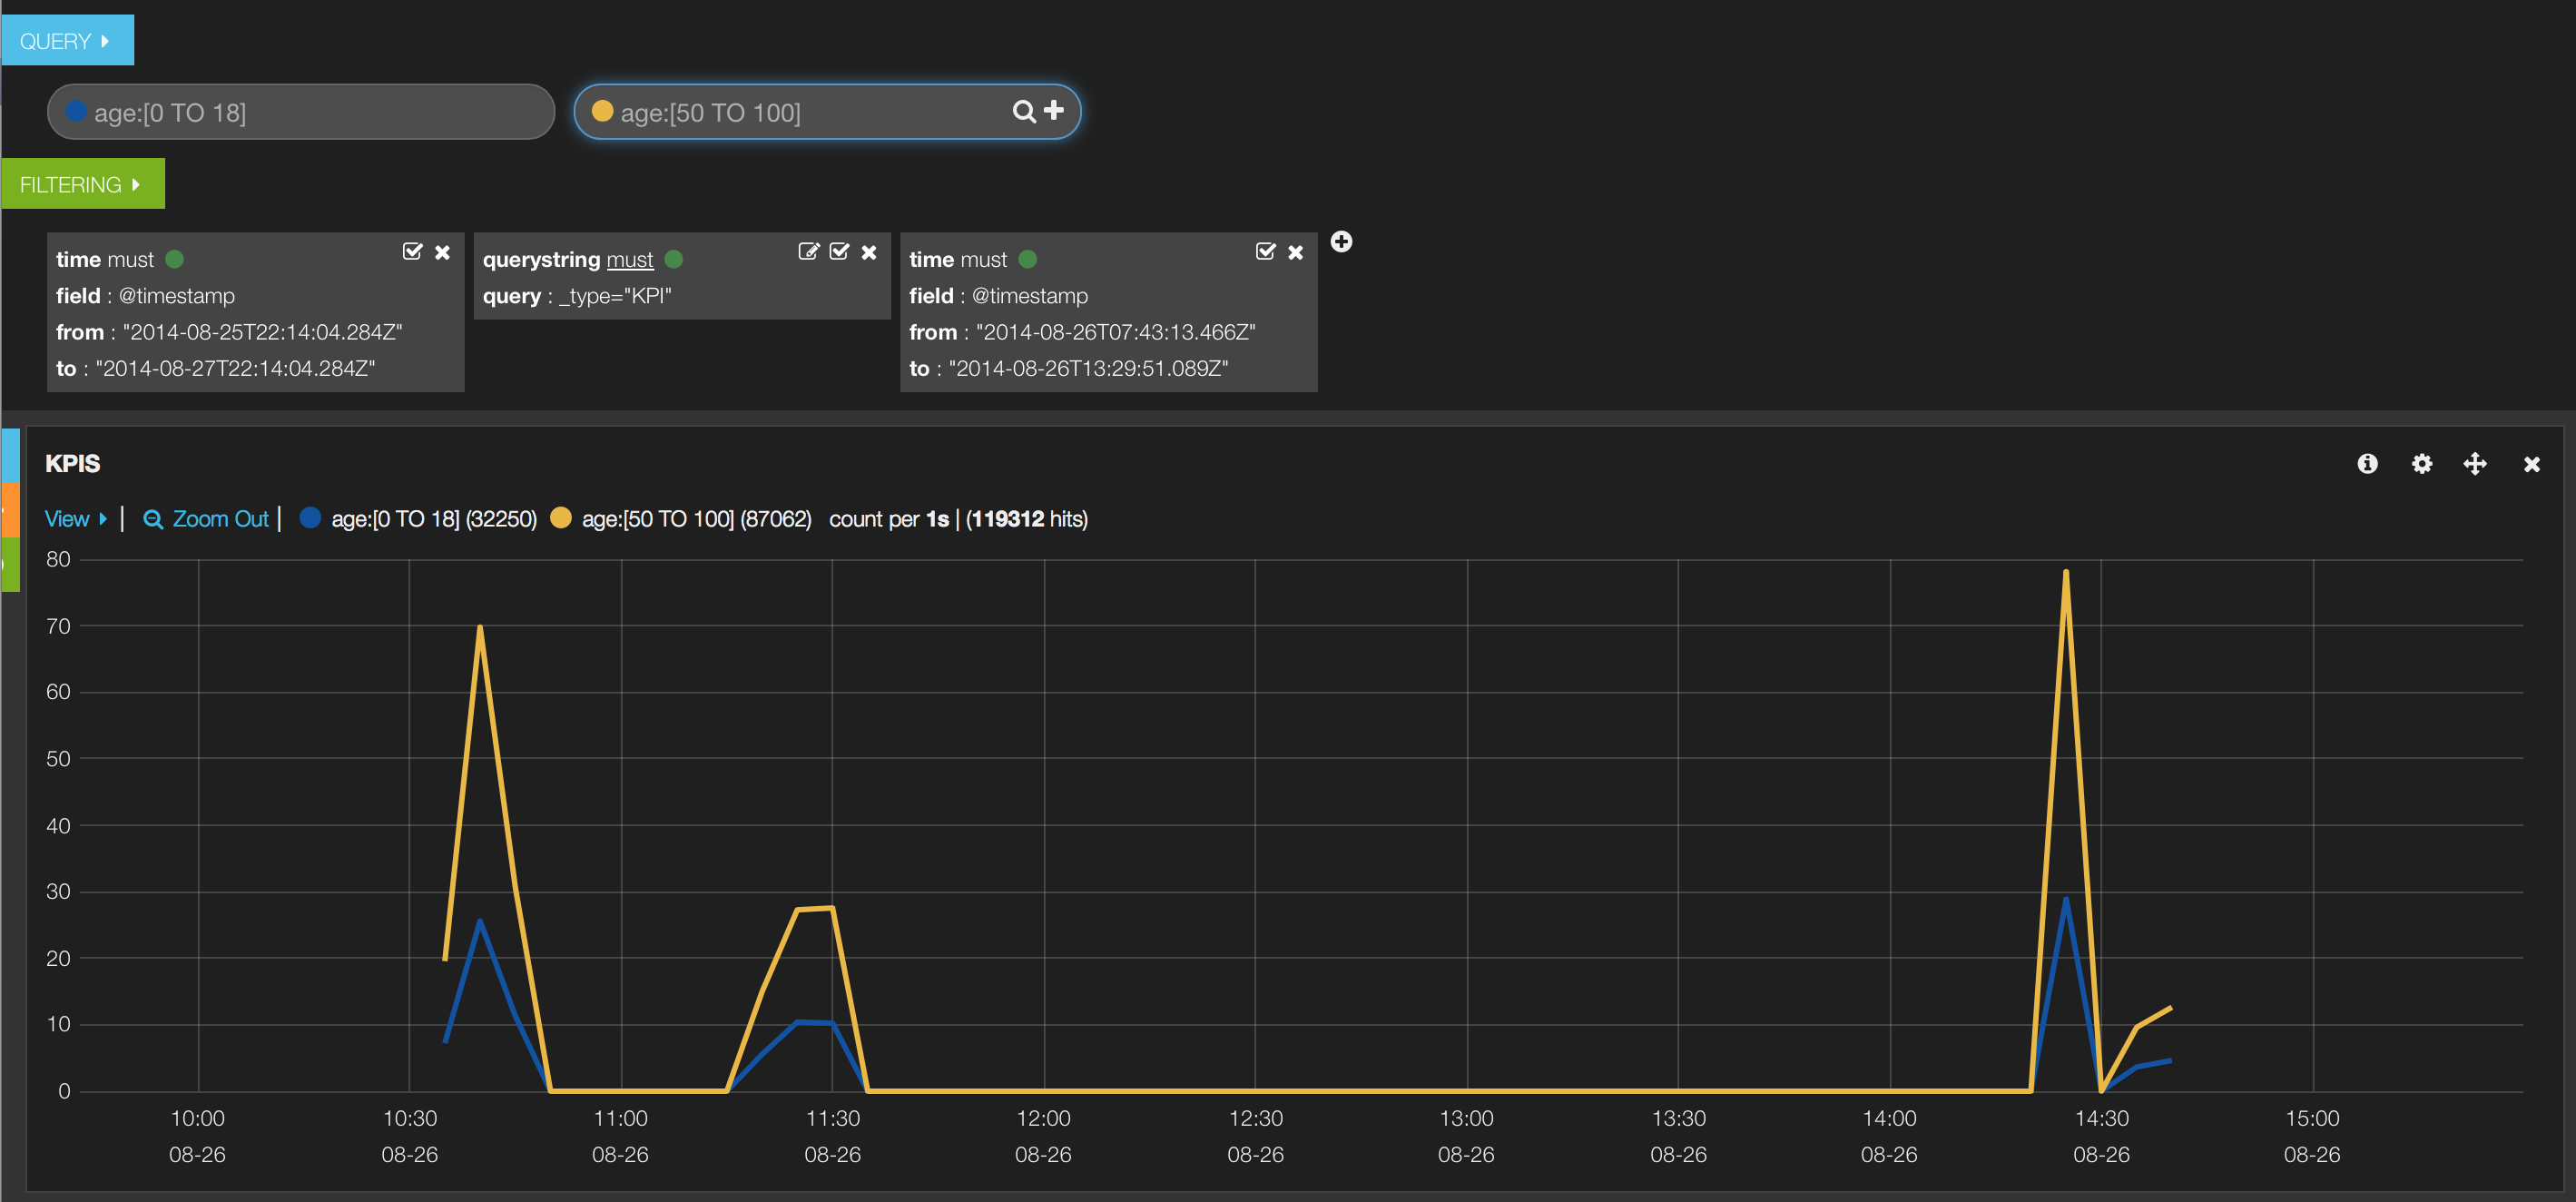 QUERY
age:[0 TO 18]
age:[50 TO 100]
FILTERING
time must
field : @timestamp
from : "2014-08-25T22:14:04.284Z"
to : "2014-08-27T22:14:04.284Z"
querystring must
query : _type="KPI"
time must
field : @timestamp
from : "2014-08-26T07:43:13.466Z"
to : "2014-08-26T13:29:51.089Z"
KPIS
View | Zoom Out | age:[0 TO 18] (32250) age:[50 TO 100] (87062) count per 1s | (119312 hits)
80
70
60
50
40
30
20
10
0
10:00 10:30 11:00 11:30 12:00 12:30 13:00 13:30 14:00 14:30 15:00
08-26 08-26 08-26 08-26 08-26 08-26 08-26 08-26 08-26 08-26 08-26